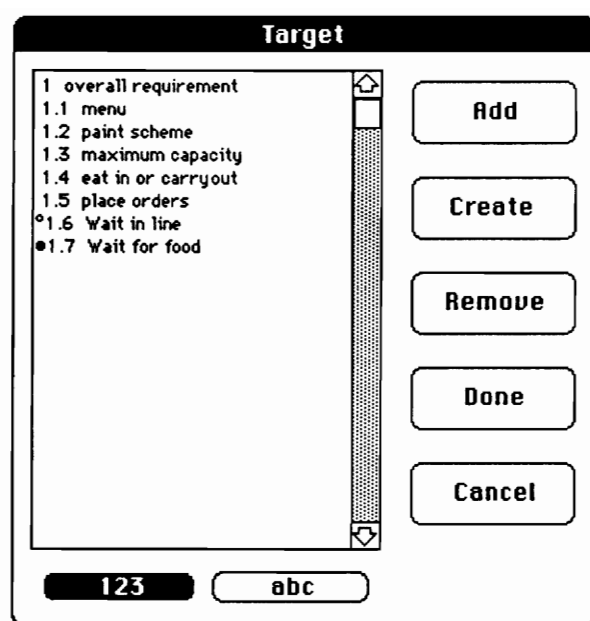 Target
1 overall requirement
1.1 menu
1.2 paint scheme
1.3 maximum capacity
1.4 eat in or carryout
1.5 place orders
°1.6 Wait in line
●1.7 Wait for food
Add
Create
Remove
Done
Cancel
123
abc